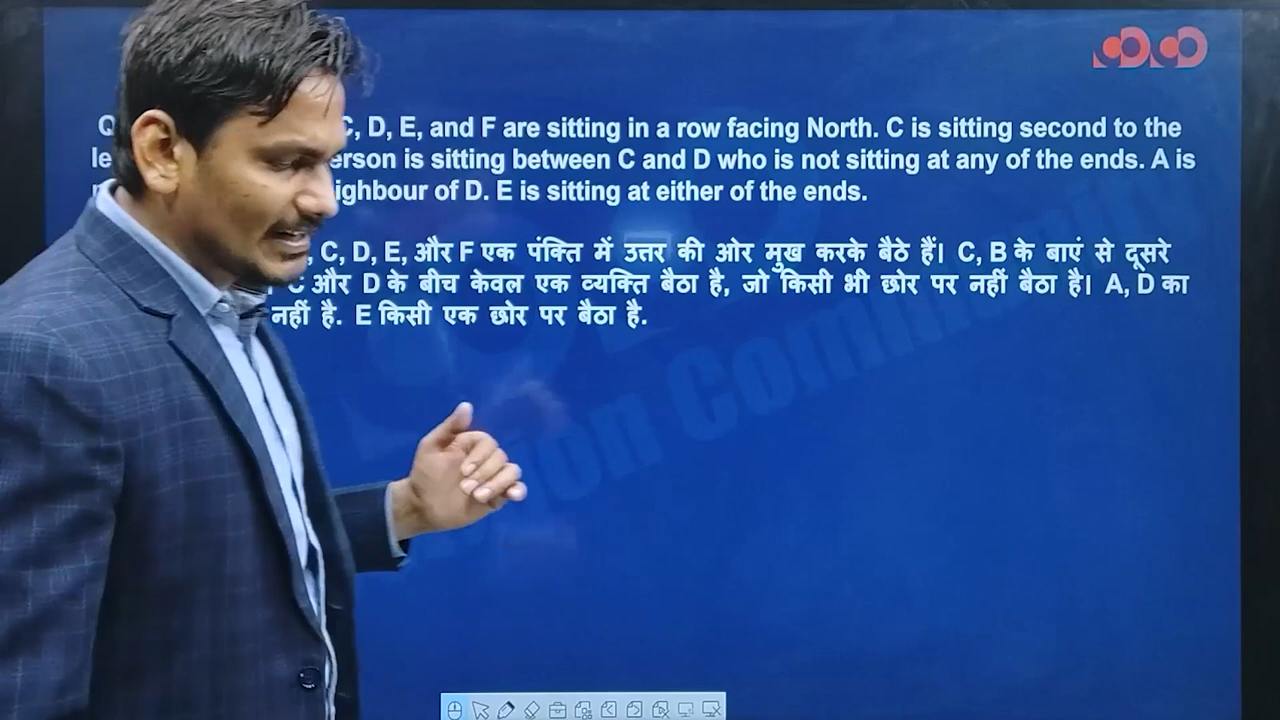 C, D, E, and F are sitting in a row facing North. C is sitting second to the
is sitting between C and D who is not sitting at any of the ends. A is
of D. E is sitting at either of the ends.
C, D, E, और F एक पंक्ति में उत्तर की ओर मुख करके बैठे हैं। C, B के बाएं से दूसरे
C और D के बीच केवल एक व्यक्ति बैठा है, जो किसी भी छोर पर नहीं बैठा है। A, D का
नहीं है. E किसी एक छोर पर बैठा है.
Community